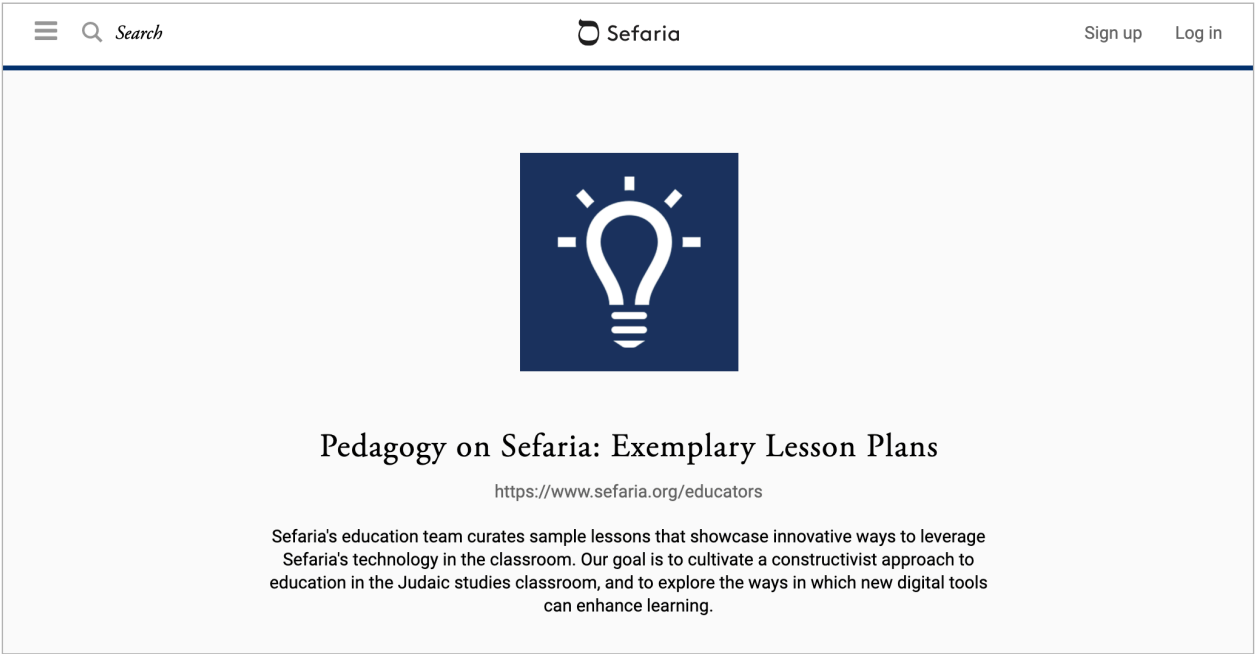 Search
Sefaria
Sign up
Log in
Pedagogy on Sefaria: Exemplary Lesson Plans
https://www.sefaria.org/educators
Sefaria's education team curates sample lessons that showcase innovative ways to leverage
Sefaria's technology in the classroom. Our goal is to cultivate a constructivist approach to
education in the Judaic studies classroom, and to explore the ways in which new digital tools
can enhance learning.